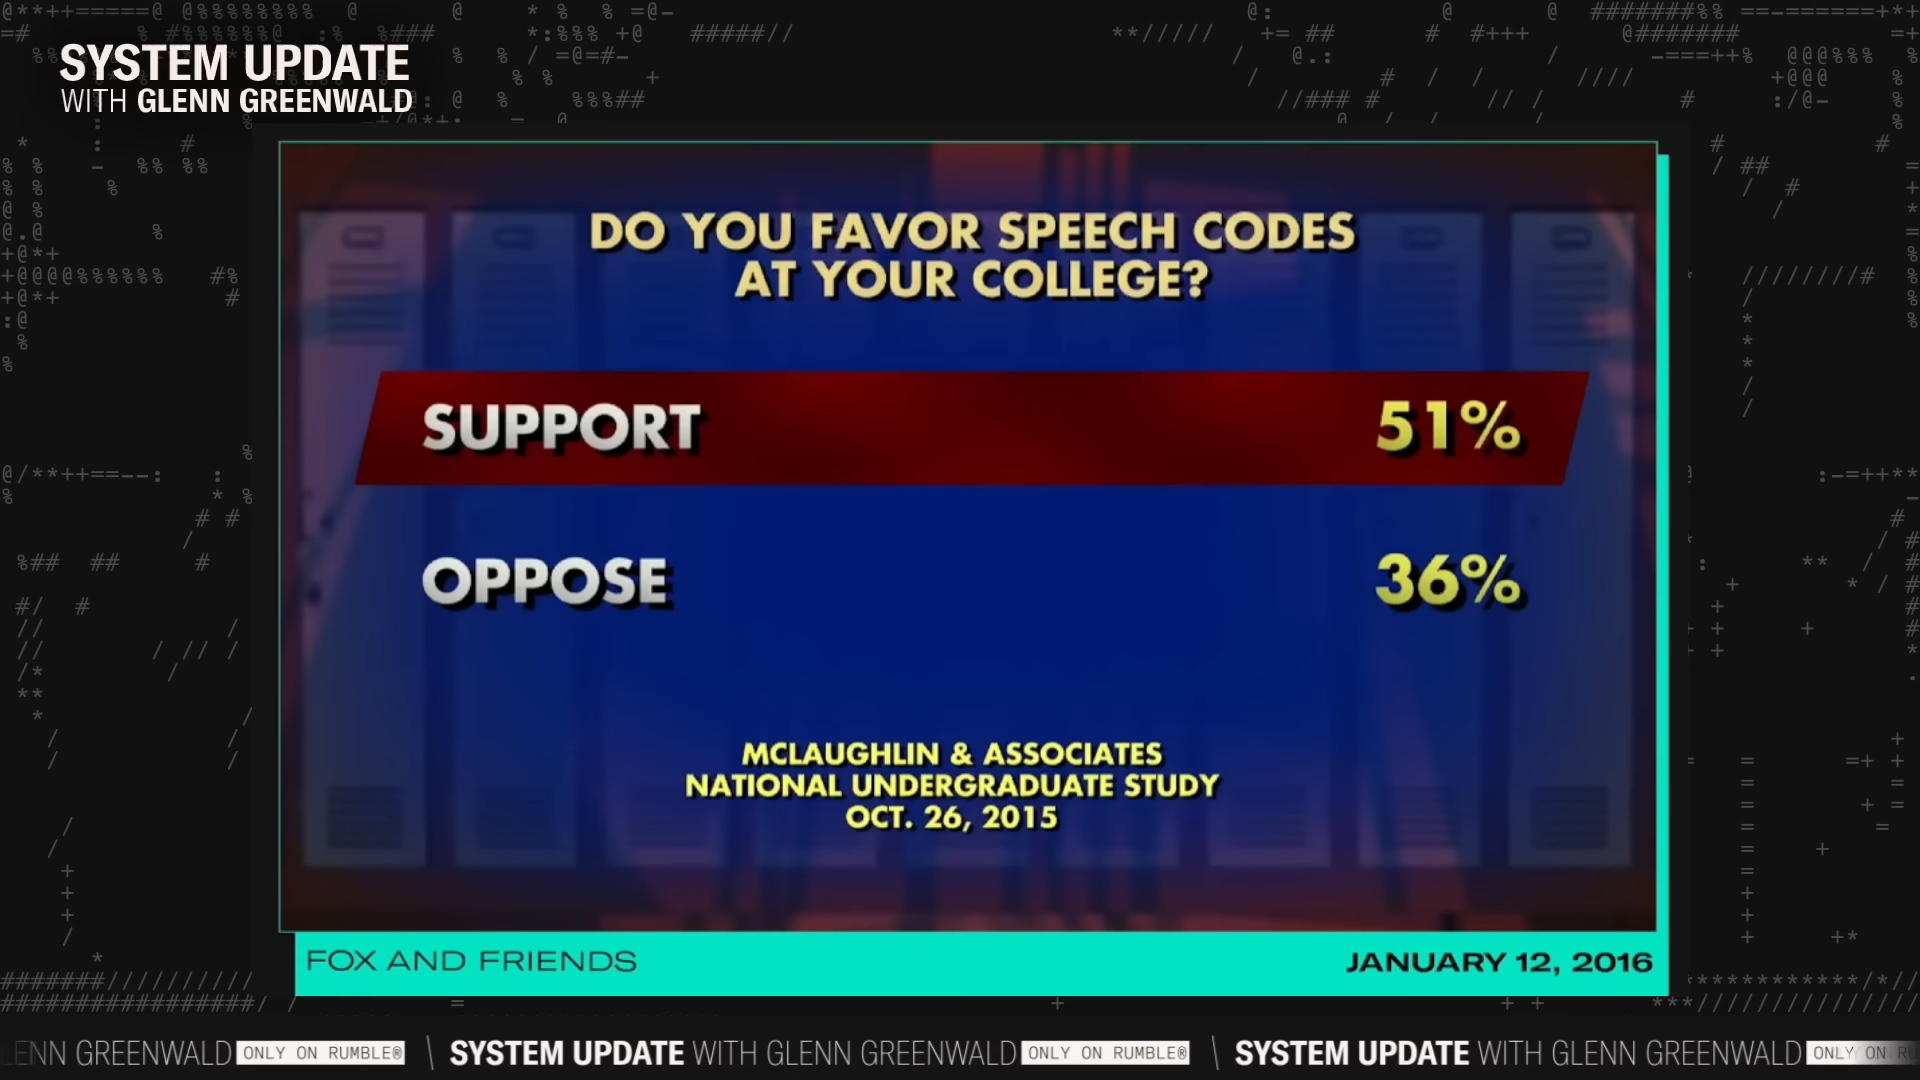 SYSTEM UPDATE
WITH GLENN GREENWALD
DO YOU FAVOR SPEECH CODES
AT YOUR COLLEGE?
SUPPORT 51%
OPPOSE 36%
MCLAUGHLIN & ASSOCIATES
NATIONAL UNDERGRADUATE STUDY
OCT. 26, 2015
FOX AND FRIENDS JANUARY 12, 2016
GREENWALD ONLY ON RUMBLE® \ SYSTEM UPDATE WITH GLENN GREENWALD ONLY ON RUMBLE® \ SYSTEM UPDATE WITH GLENN GREENWALD ONLY ON